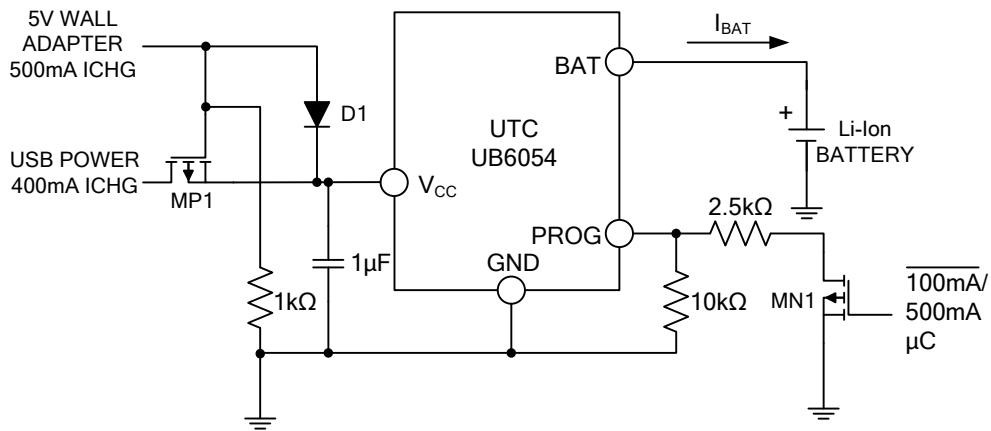 5V WALL
ADAPTER
500mA ICHG
USB POWER
400mA ICHG
MP1
D1
1kΩ
1µF
UTC
UB6054
V_CC
BAT
PROG
GND
I_BAT
+
Li-Ion
BATTERY
2.5kΩ
10kΩ
MN1
100mA/
500mA
µC